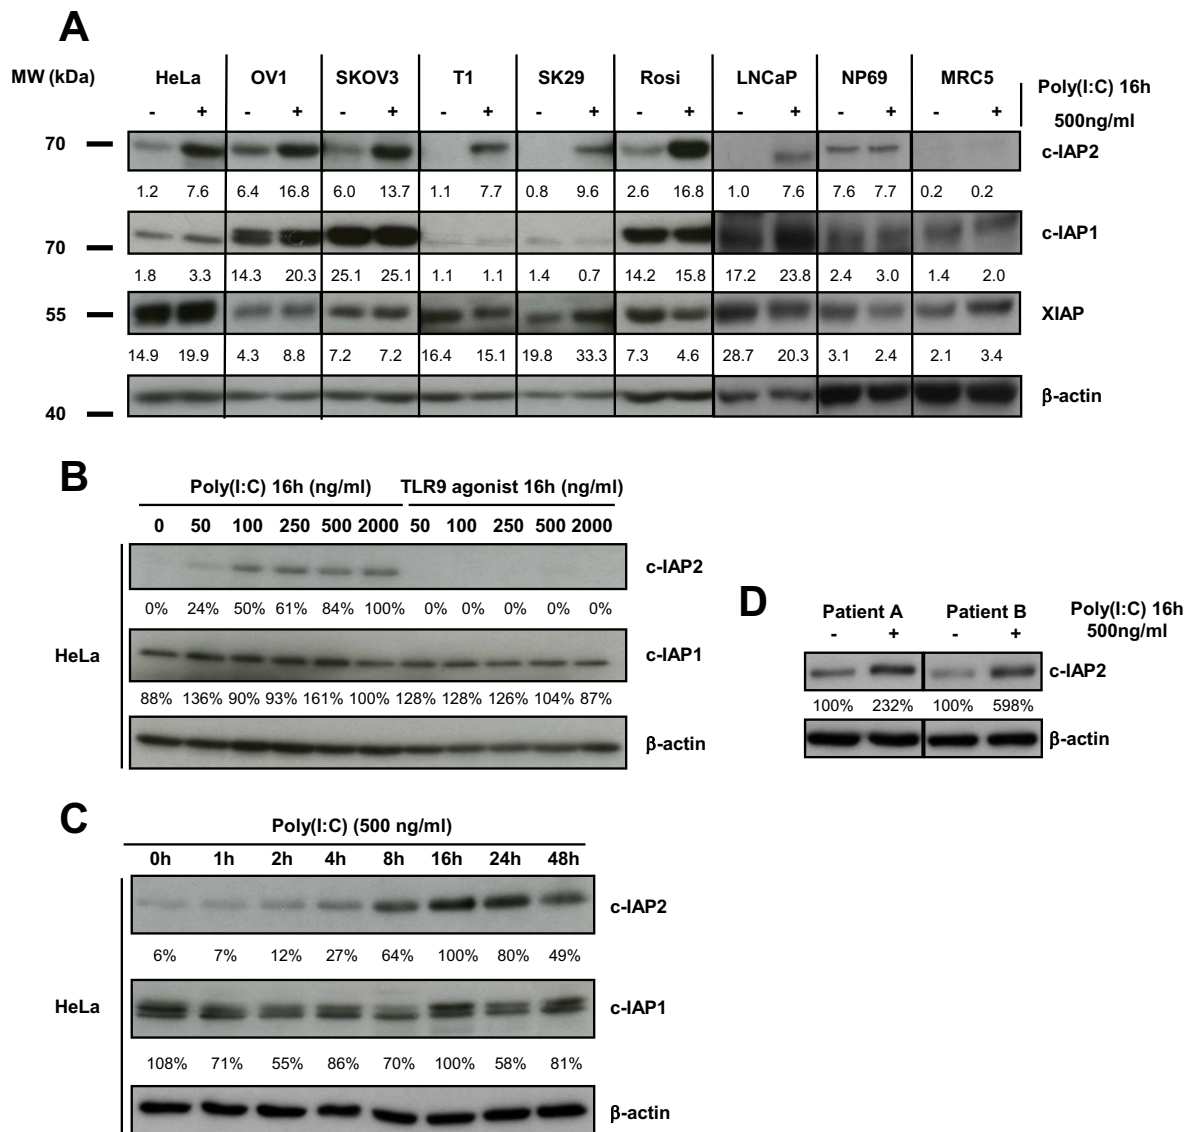 A
MW (kDa) HeLa OV1 SKOV3 T1 SK29 Rosi LNCaP NP69 MRC5 Poly(I:C) 16h
- + - + - + - + - + - + - + - + - + 500ng/ml
70 c-IAP2
1.2 7.6 6.4 16.8 6.0 13.7 1.1 7.7 0.8 9.6 2.6 16.8 1.0 7.6 7.6 7.7 0.2 0.2
70 c-IAP1
1.8 3.3 14.3 20.3 25.1 25.1 1.1 1.1 1.4 0.7 14.2 15.8 17.2 23.8 2.4 3.0 1.4 2.0
55 XIAP
14.9 19.9 4.3 8.8 7.2 7.2 16.4 15.1 19.8 33.3 7.3 4.6 28.7 20.3 3.1 2.4 2.1 3.4
40 β-actin
B
Poly(I:C) 16h (ng/ml) TLR9 agonist 16h (ng/ml)
0 50 100 250 500 2000 50 100 250 500 2000
c-IAP2
0% 24% 50% 61% 84% 100% 0% 0% 0% 0% 0%
HeLa c-IAP1
88% 136% 90% 93% 161% 100% 128% 128% 126% 104% 87%
β-actin
D
Patient A Patient B Poly(I:C) 16h
- + - + 500ng/ml
c-IAP2
100% 232% 100% 598%
β-actin
C
Poly(I:C) (500 ng/ml)
0h 1h 2h 4h 8h 16h 24h 48h
c-IAP2
6% 7% 12% 27% 64% 100% 80% 49%
HeLa c-IAP1
108% 71% 55% 86% 70% 100% 58% 81%
β-actin